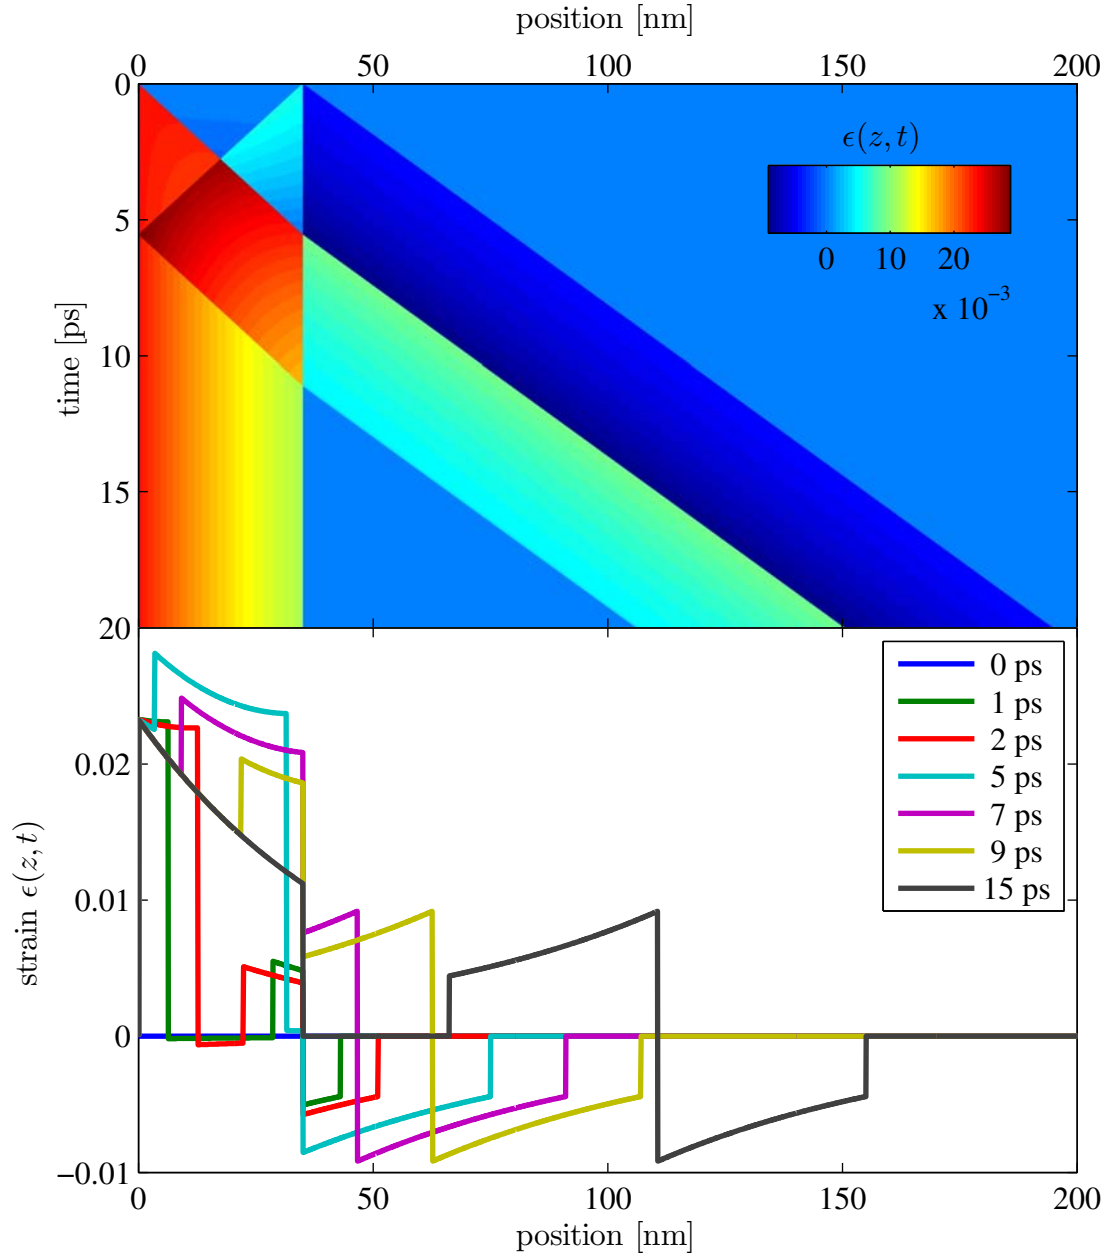 position [nm]
0 50 100 150 200
0
5
10
15
20
time [ps]
ϵ(z, t)
0 10 20
x 10⁻³
0 ps
1 ps
2 ps
5 ps
7 ps
9 ps
15 ps
0.02
0.01
0
−0.01
strain ϵ(z, t)
0 50 100 150 200
position [nm]